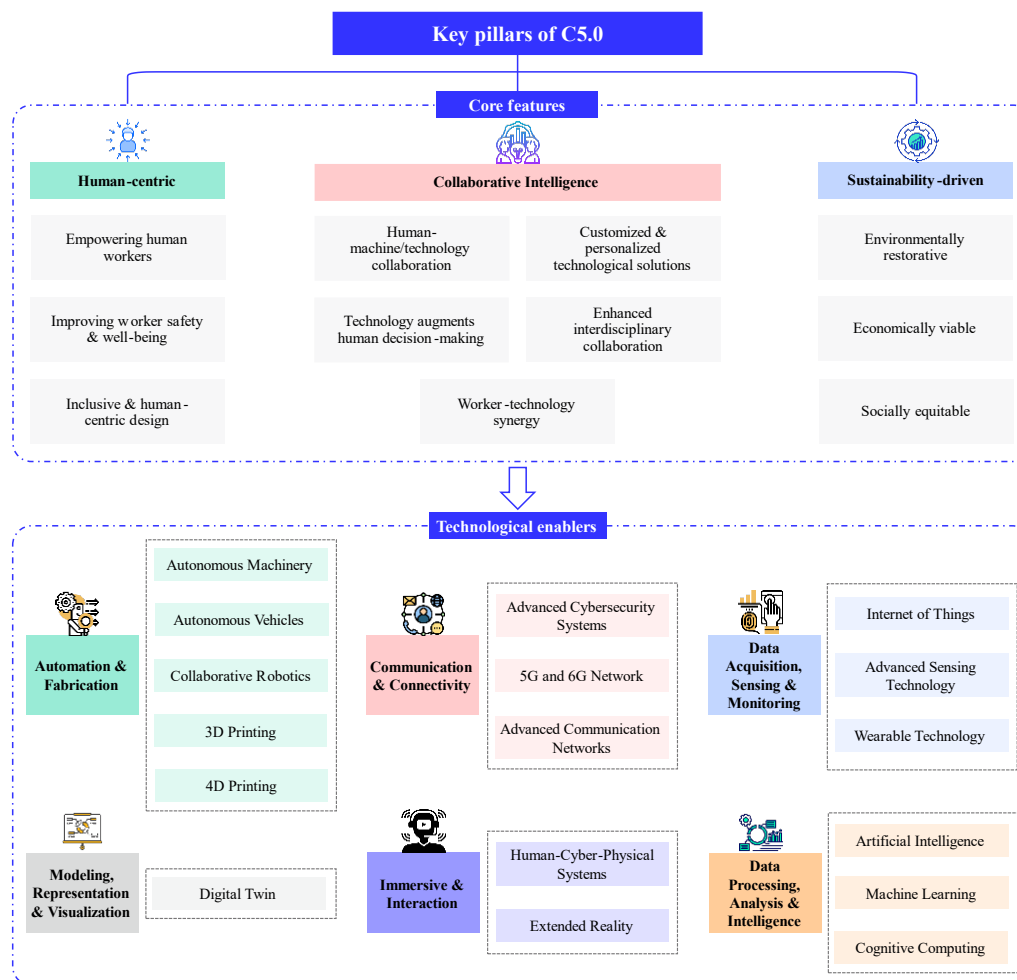 Key pillars of C5.0
Core features
Human-centric
Empowering human
workers
Improving worker safety
& well-being
Inclusive & human-
centric design
Collaborative Intelligence
Human-
machine/technology
collaboration
Customized &
personalized
technological solutions
Technology augments
human decision-making
Enhanced
interdisciplinary
collaboration
Worker-technology
synergy
Sustainability-driven
Environmentally
restorative
Economically viable
Socially equitable
Technological enablers
Automation &
Fabrication
Autonomous Machinery
Autonomous Vehicles
Collaborative Robotics
3D Printing
4D Printing
Communication
& Connectivity
Advanced Cybersecurity
Systems
5G and 6G Network
Advanced Communication
Networks
Data
Acquisition,
Sensing &
Monitoring
Internet of Things
Advanced Sensing
Technology
Wearable Technology
Modeling,
Representation
& Visualization
Digital Twin
Immersive &
Interaction
Human-Cyber-Physical
Systems
Extended Reality
Data
Processing,
Analysis &
Intelligence
Artificial Intelligence
Machine Learning
Cognitive Computing